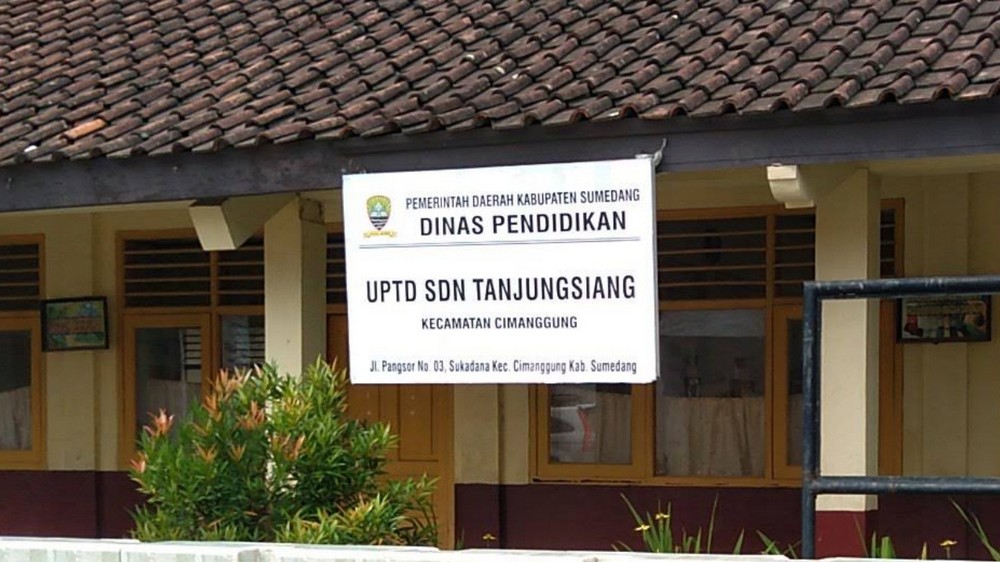 PEMERINTAH DAERAH KABUPATEN SUMEDANG
DINAS PENDIDIKAN
UPTD SDN TANJUNGSIANG
KECAMATAN CIMANGGUNG
Jl. Pangsor No. 03, Sukadana Kec. Cimanggung Kab. Sumedang